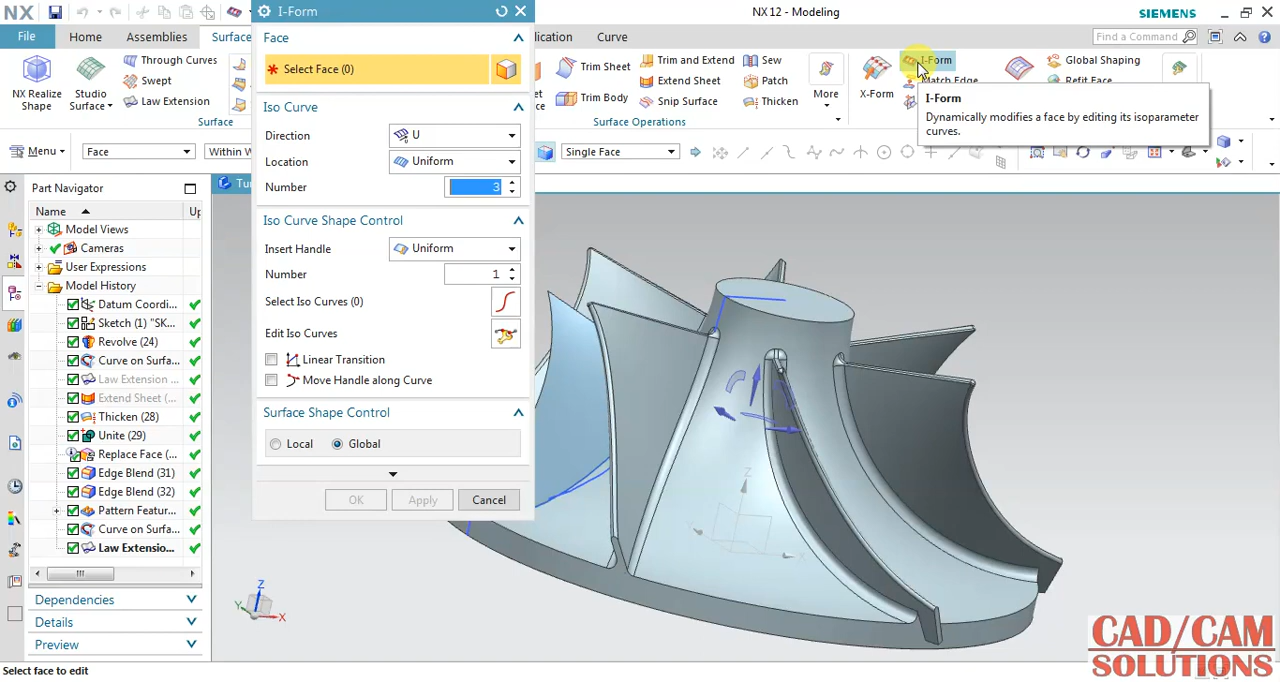 NX
NX 12 - Modeling
SIEMENS
File
Home
Assemblies
Surface
Curve
Find a Command
I-Form
NX Realize
Shape
Studio
Surface
Through Curves
Swept
Law Extension
Surface
Trim Sheet
Trim Body
Trim and Extend
Extend Sheet
Snip Surface
Sew
Patch
Thicken
More
Surface Operations
X-Form
I-Form
Match Edge
Global Shaping
Refit Face
I-Form
Dynamically modifies a face by editing its isoparameter
curves.
Menu
Face
Single Face
Face
* Select Face (0)
Iso Curve
Direction
U
Location
Uniform
Number
3
Iso Curve Shape Control
Insert Handle
Uniform
Number
1
Select Iso Curves (0)
Edit Iso Curves
Linear Transition
Move Handle along Curve
Surface Shape Control
Local
Global
OK
Apply
Cancel
Part Navigator
Name
Model Views
Cameras
User Expressions
Model History
Datum Coordi...
Sketch (1) "SK...
Revolve (24)
Curve on Surfa...
Law Extension ...
Extend Sheet (...
Thicken (28)
Unite (29)
Replace Face (...
Edge Blend (31)
Edge Blend (32)
Pattern Featur...
Curve on Surfa...
Law Extensio...
Dependencies
Details
Preview
Z
Z
Y
X
Select face to edit
CAD/CAM
SOLUTIONS